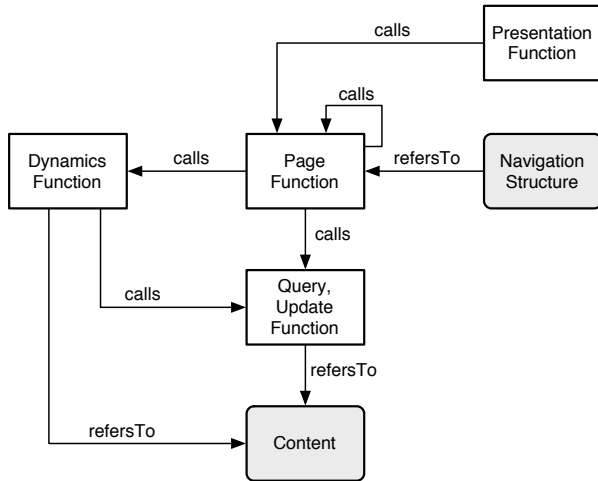 Presentation
Function
calls
calls
Dynamics
Function
calls
Page
Function
refersTo
Navigation
Structure
calls
calls
Query,
Update
Function
refersTo
refersTo
Content